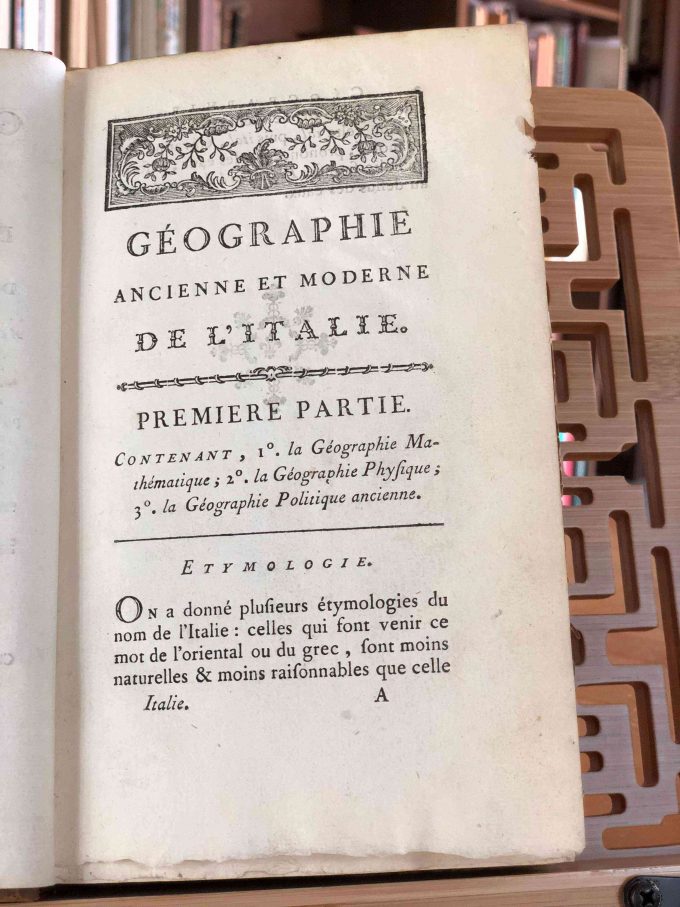 GÉOGRAPHIE
ANCIENNE ET MODERNE
DE L'ITALIE.
PREMIERE PARTIE.
CONTENANT, 1°. la Géographie Ma-
thématique; 2°. la Géographie Phyſique;
3°. la Géographie Politique ancienne.
ETYMOLOGIE.
ON a donné pluſieurs étymologies du
nom de l'Italie : celles qui font venir ce
mot de l'oriental ou du grec, ſont moins
naturelles & moins raiſonnables que celle
Italie. A